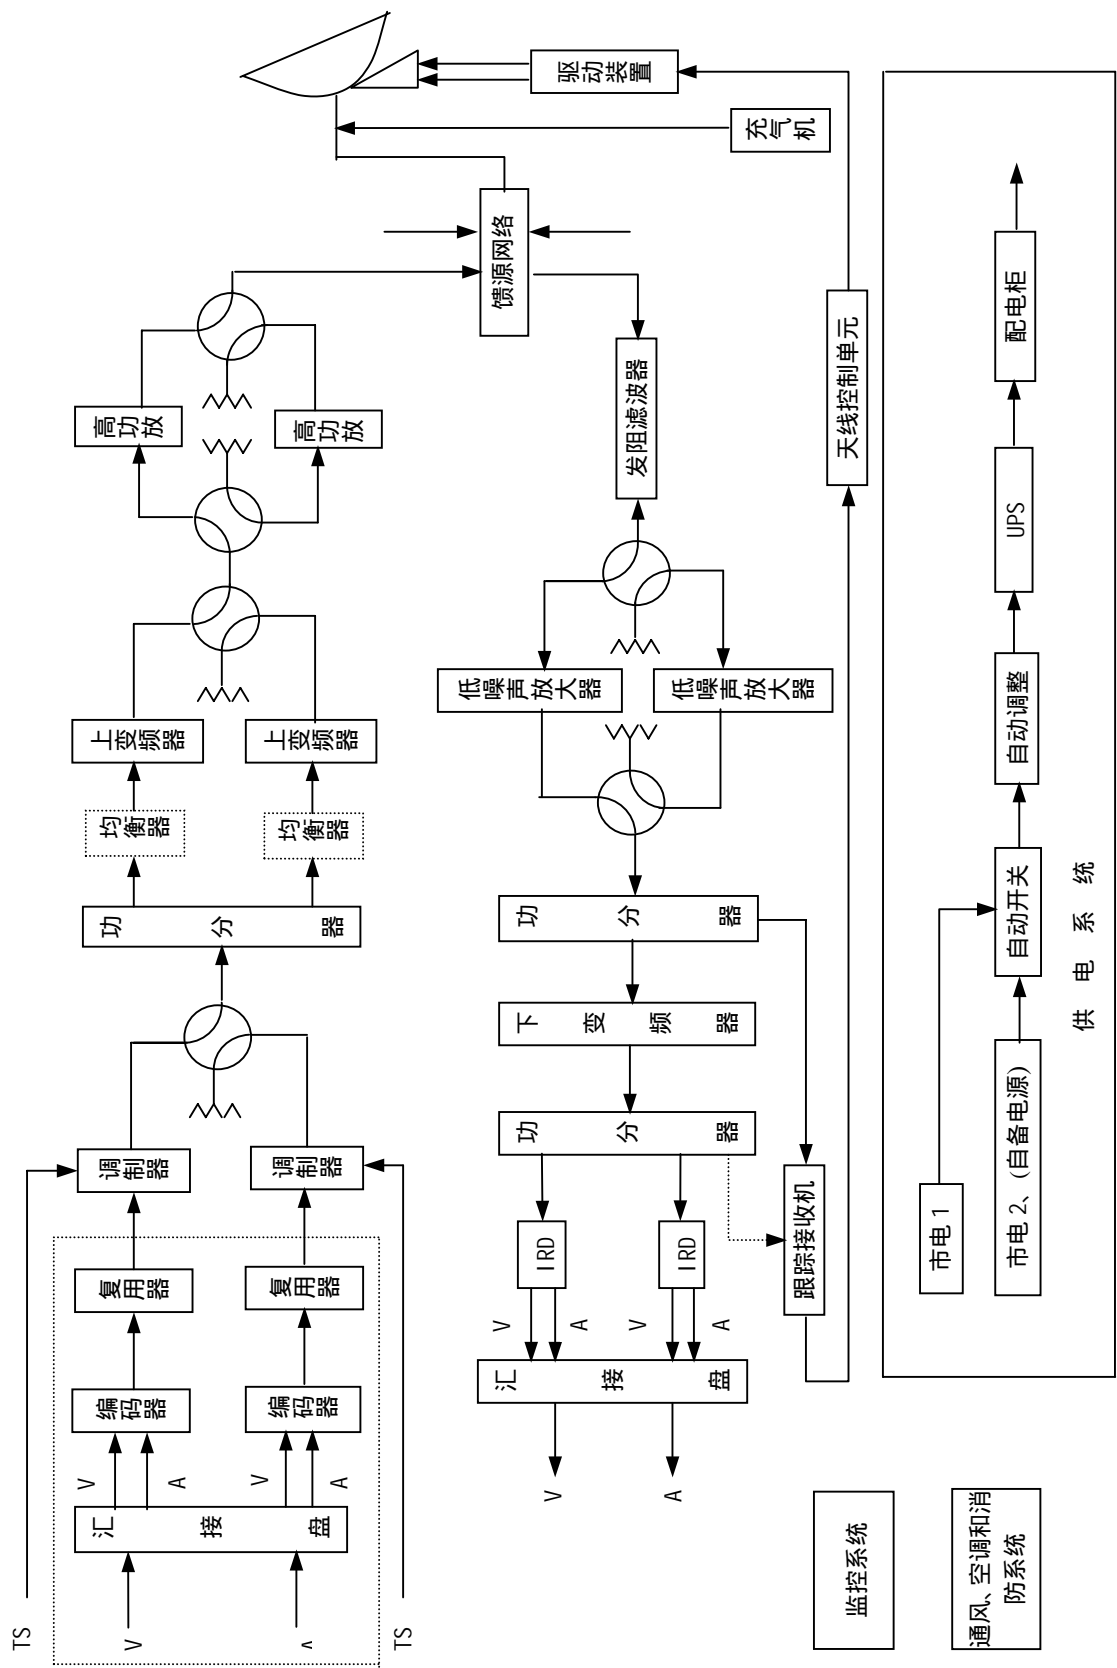 TS
V
汇接盘
V
A
编码器
复用器
调制器
V
A
编码器
复用器
调制器
TS
功分器
均衡器
上变频器
均衡器
上变频器
高功放
高功放
馈源网络
充气机
驱动装置
发阻滤波器
低噪声放大器
低噪声放大器
功分器
下变频器
功分器
IRD
IRD
V
A
V
A
汇接盘
V
A
跟踪接收机
天线控制单元
市电1
市电2、(自备电源)
自动开关
自动调整
UPS
配电柜
供电系统
监控系统
通风、空调和消
防系统